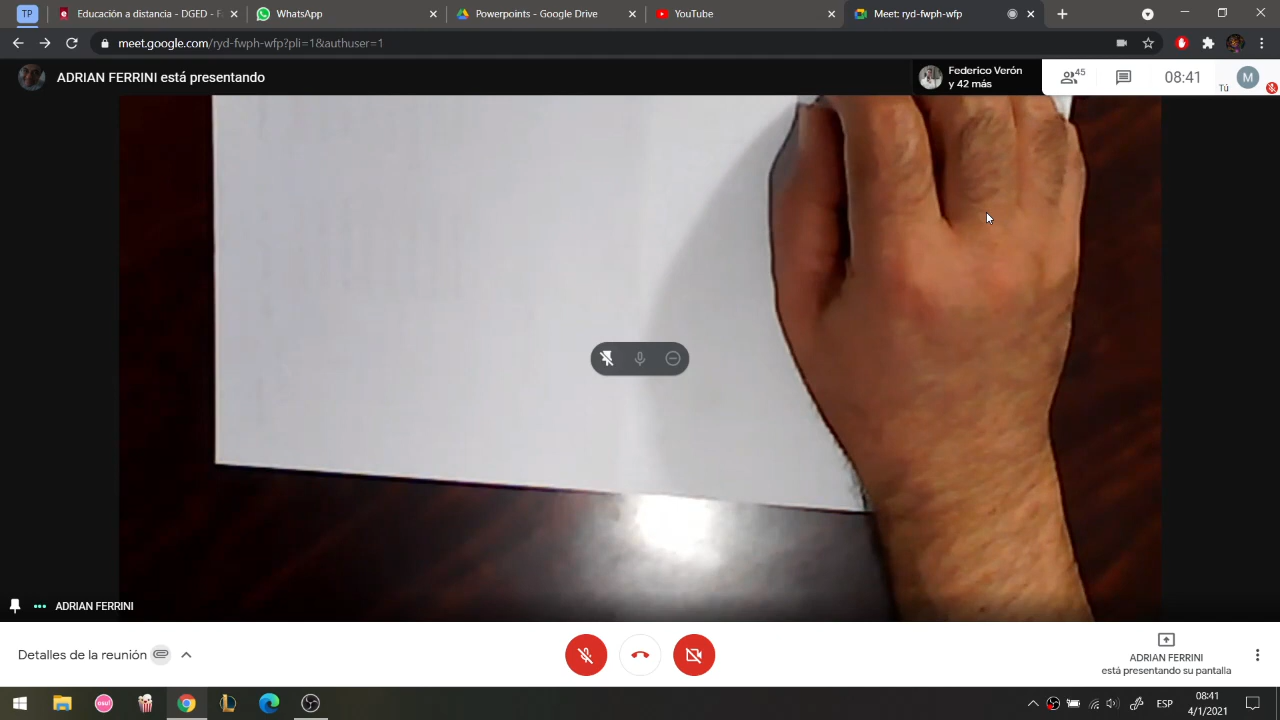 TP
Educación a distancia - DGED - F
WhatsApp
Powerpoints - Google Drive
YouTube
Meet: ryd-fwph-wfp
meet.google.com/ryd-fwph-wfp?pli=1&authuser=1
ADRIAN FERRINI está presentando
Federico Verón
y 42 más
45
08:41
Tú
M
ADRIAN FERRINI
Detalles de la reunión
ADRIAN FERRINI
está presentando su pantalla
osu!
ESP
08:41
4/1/2021